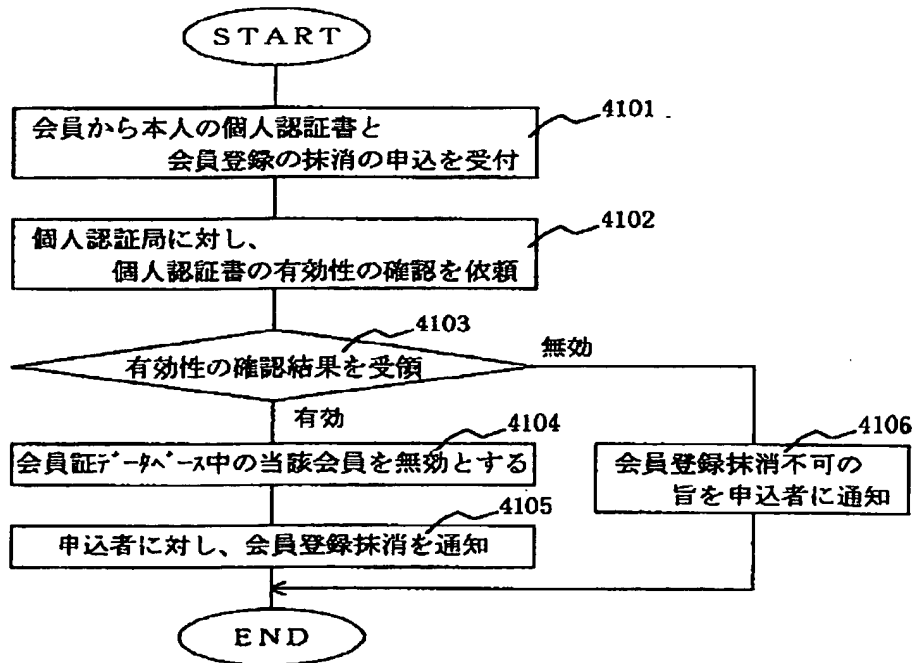 START
4101
会員から本人の個人認証書と
会員登録の抹消の申込を受付
4102
個人認証局に対し、
個人認証書の有効性の確認を依頼
4103
有効性の確認結果を受領
無効
有効
4104
会員証ﾃﾞｰﾀﾍﾞｰｽ中の当該会員を無効とする
4106
会員登録抹消不可の
旨を申込者に通知
4105
申込者に対し、会員登録抹消を通知
END